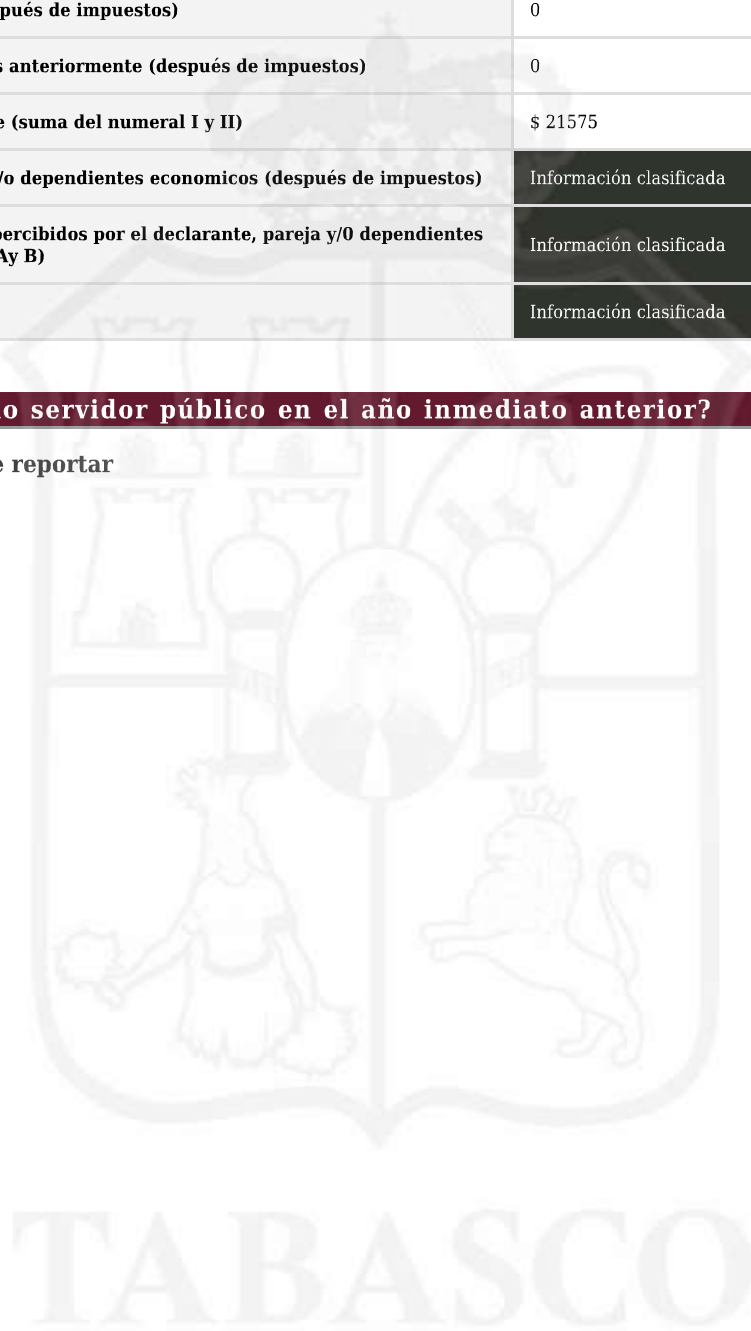 pués de impuestos) 0
s anteriormente (después de impuestos) 0
e (suma del numeral I y II) $ 21575
/o dependientes economicos (después de impuestos) Información clasificada
percibidos por el declarante, pareja y/0 dependientes
Ay B) Información clasificada
Información clasificada
o servidor público en el año inmediato anterior?
e reportar
TABASCO